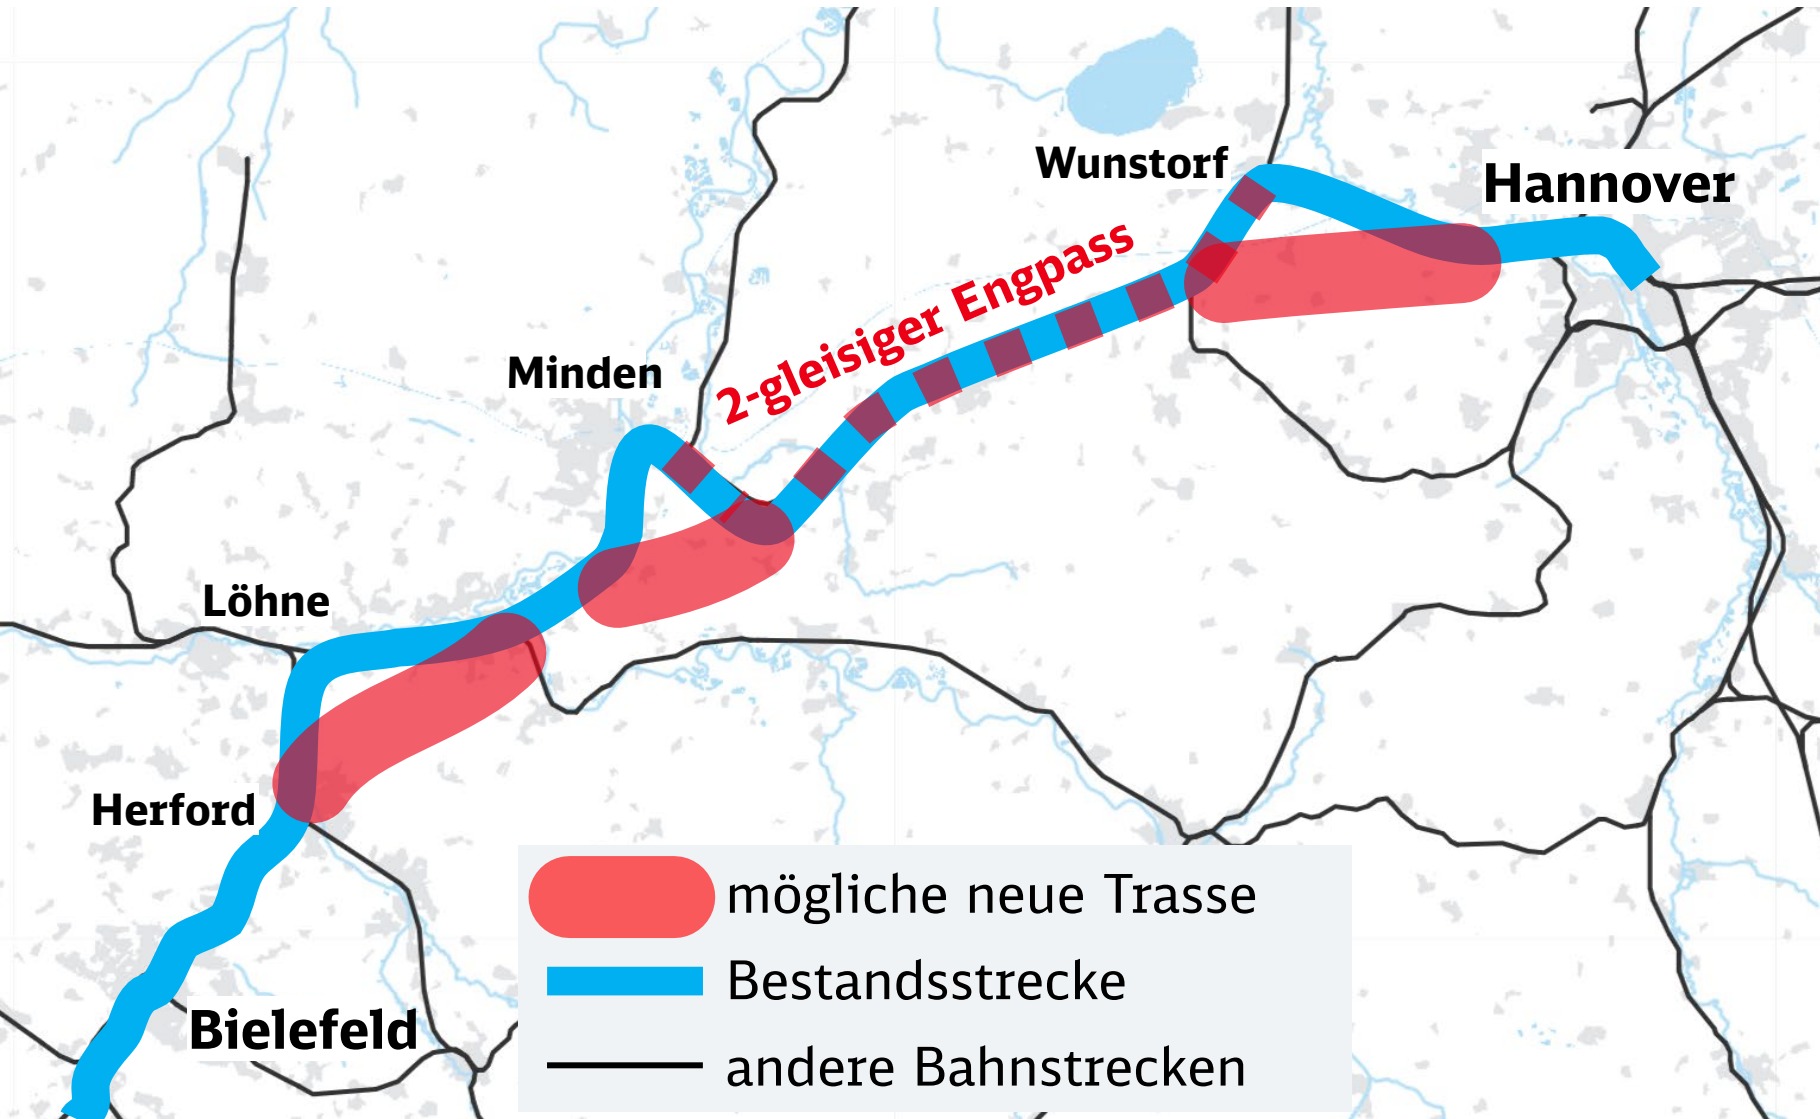 Wunstorf
Hannover
2-gleisiger Engpass
Minden
Löhne
Herford
Bielefeld
mögliche neue Trasse
Bestandsstrecke
andere Bahnstrecken